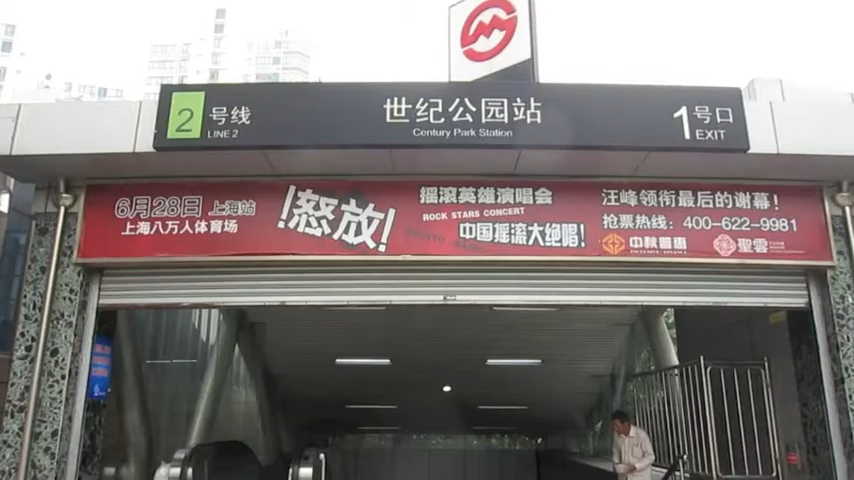 2 号线
LINE 2
世纪公园站
CENTURY PARK STATION
1 号口
EXIT
6月28日 上海站
上海八万人体育场
!怒放!
摇滚英雄演唱会
ROCK STARS CONCERT
中国摇滚大绝唱!
汪峰领衔最后的谢幕!
抢票热线: 400-622-9981
中秋普惠
聖雲